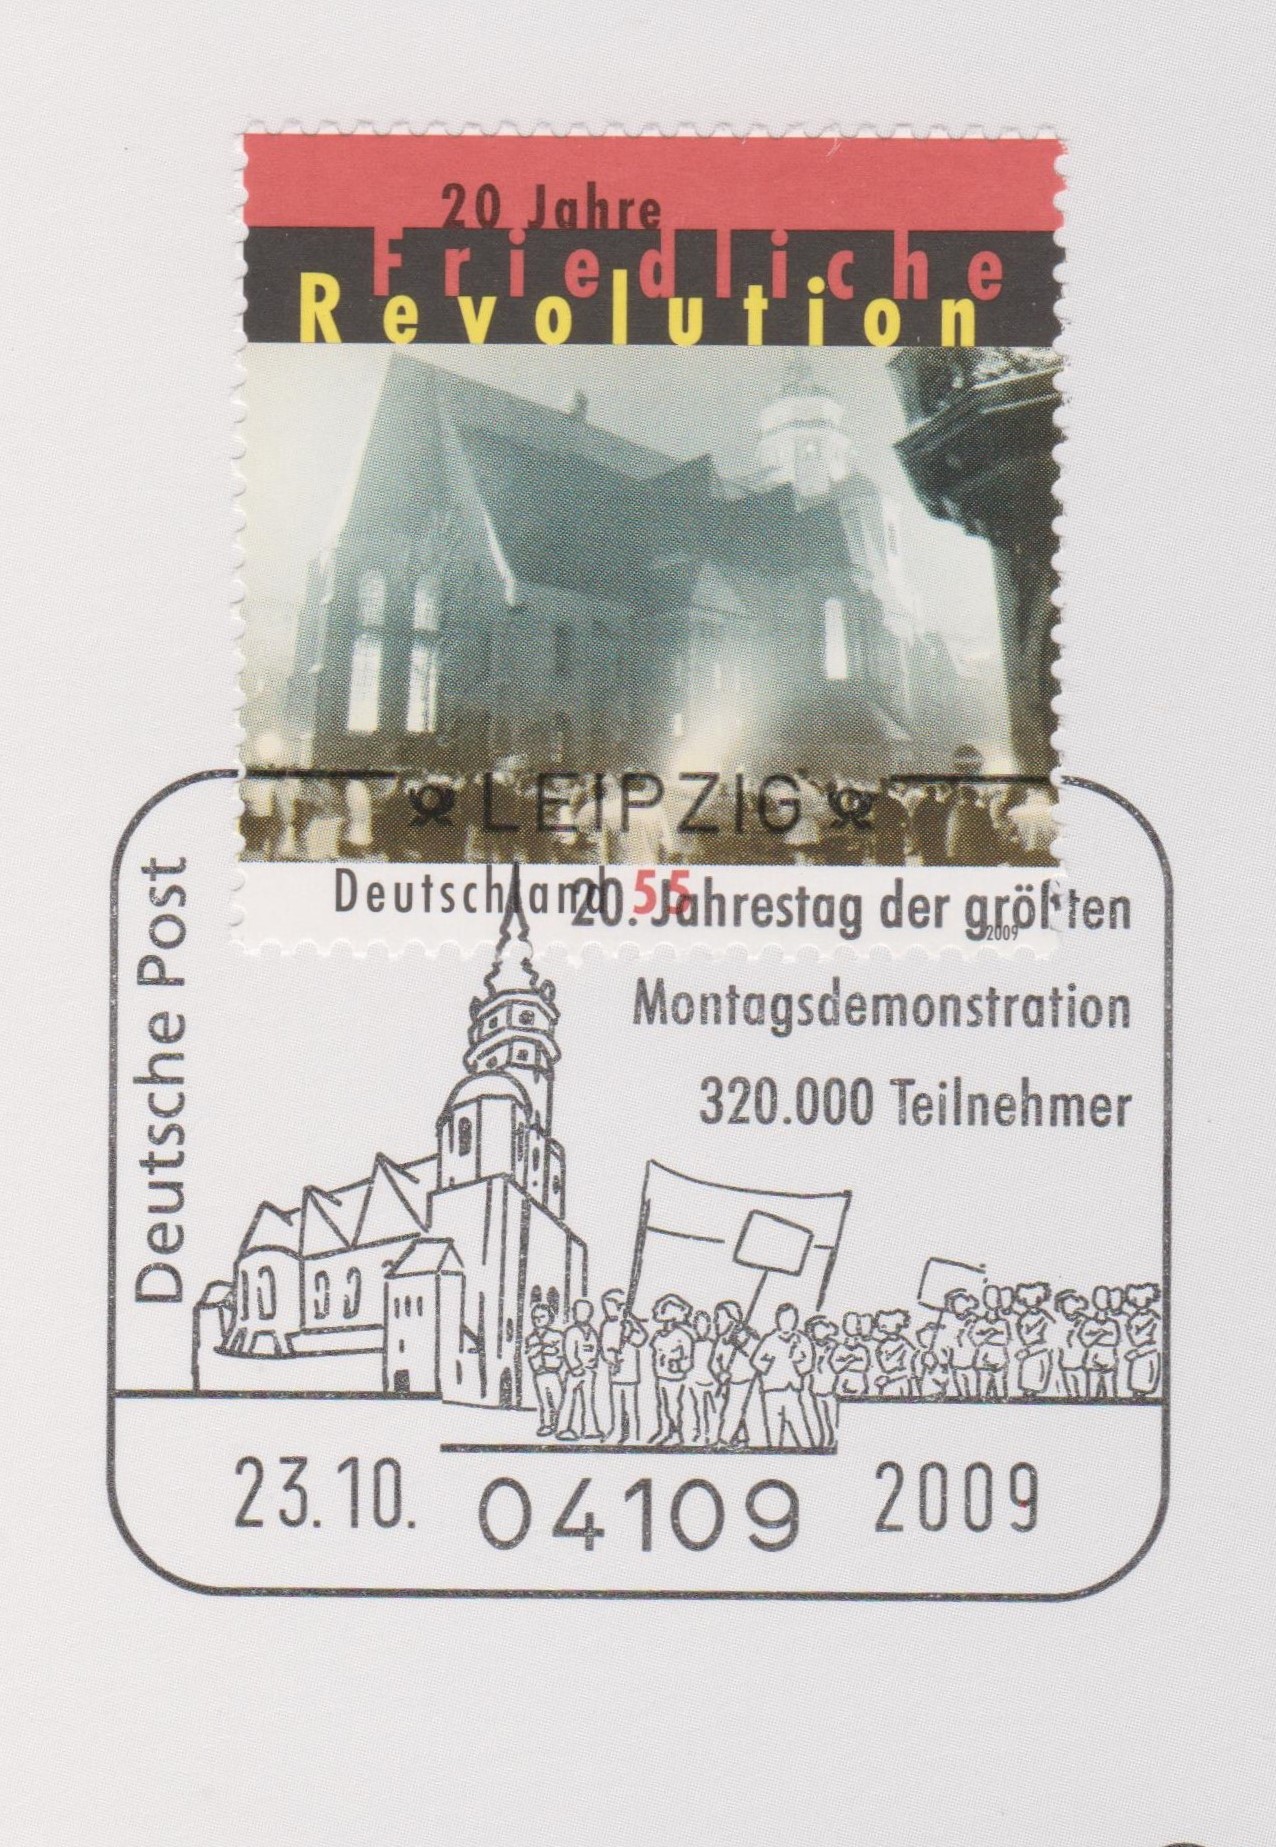 20 Jahre
Friedliche
Revolution
LEIPZIG
Deutschland 55
2009
20. Jahrestag der größten
Montagsdemonstration
320.000 Teilnehmer
Deutsche Post
23.10. 04109 2009